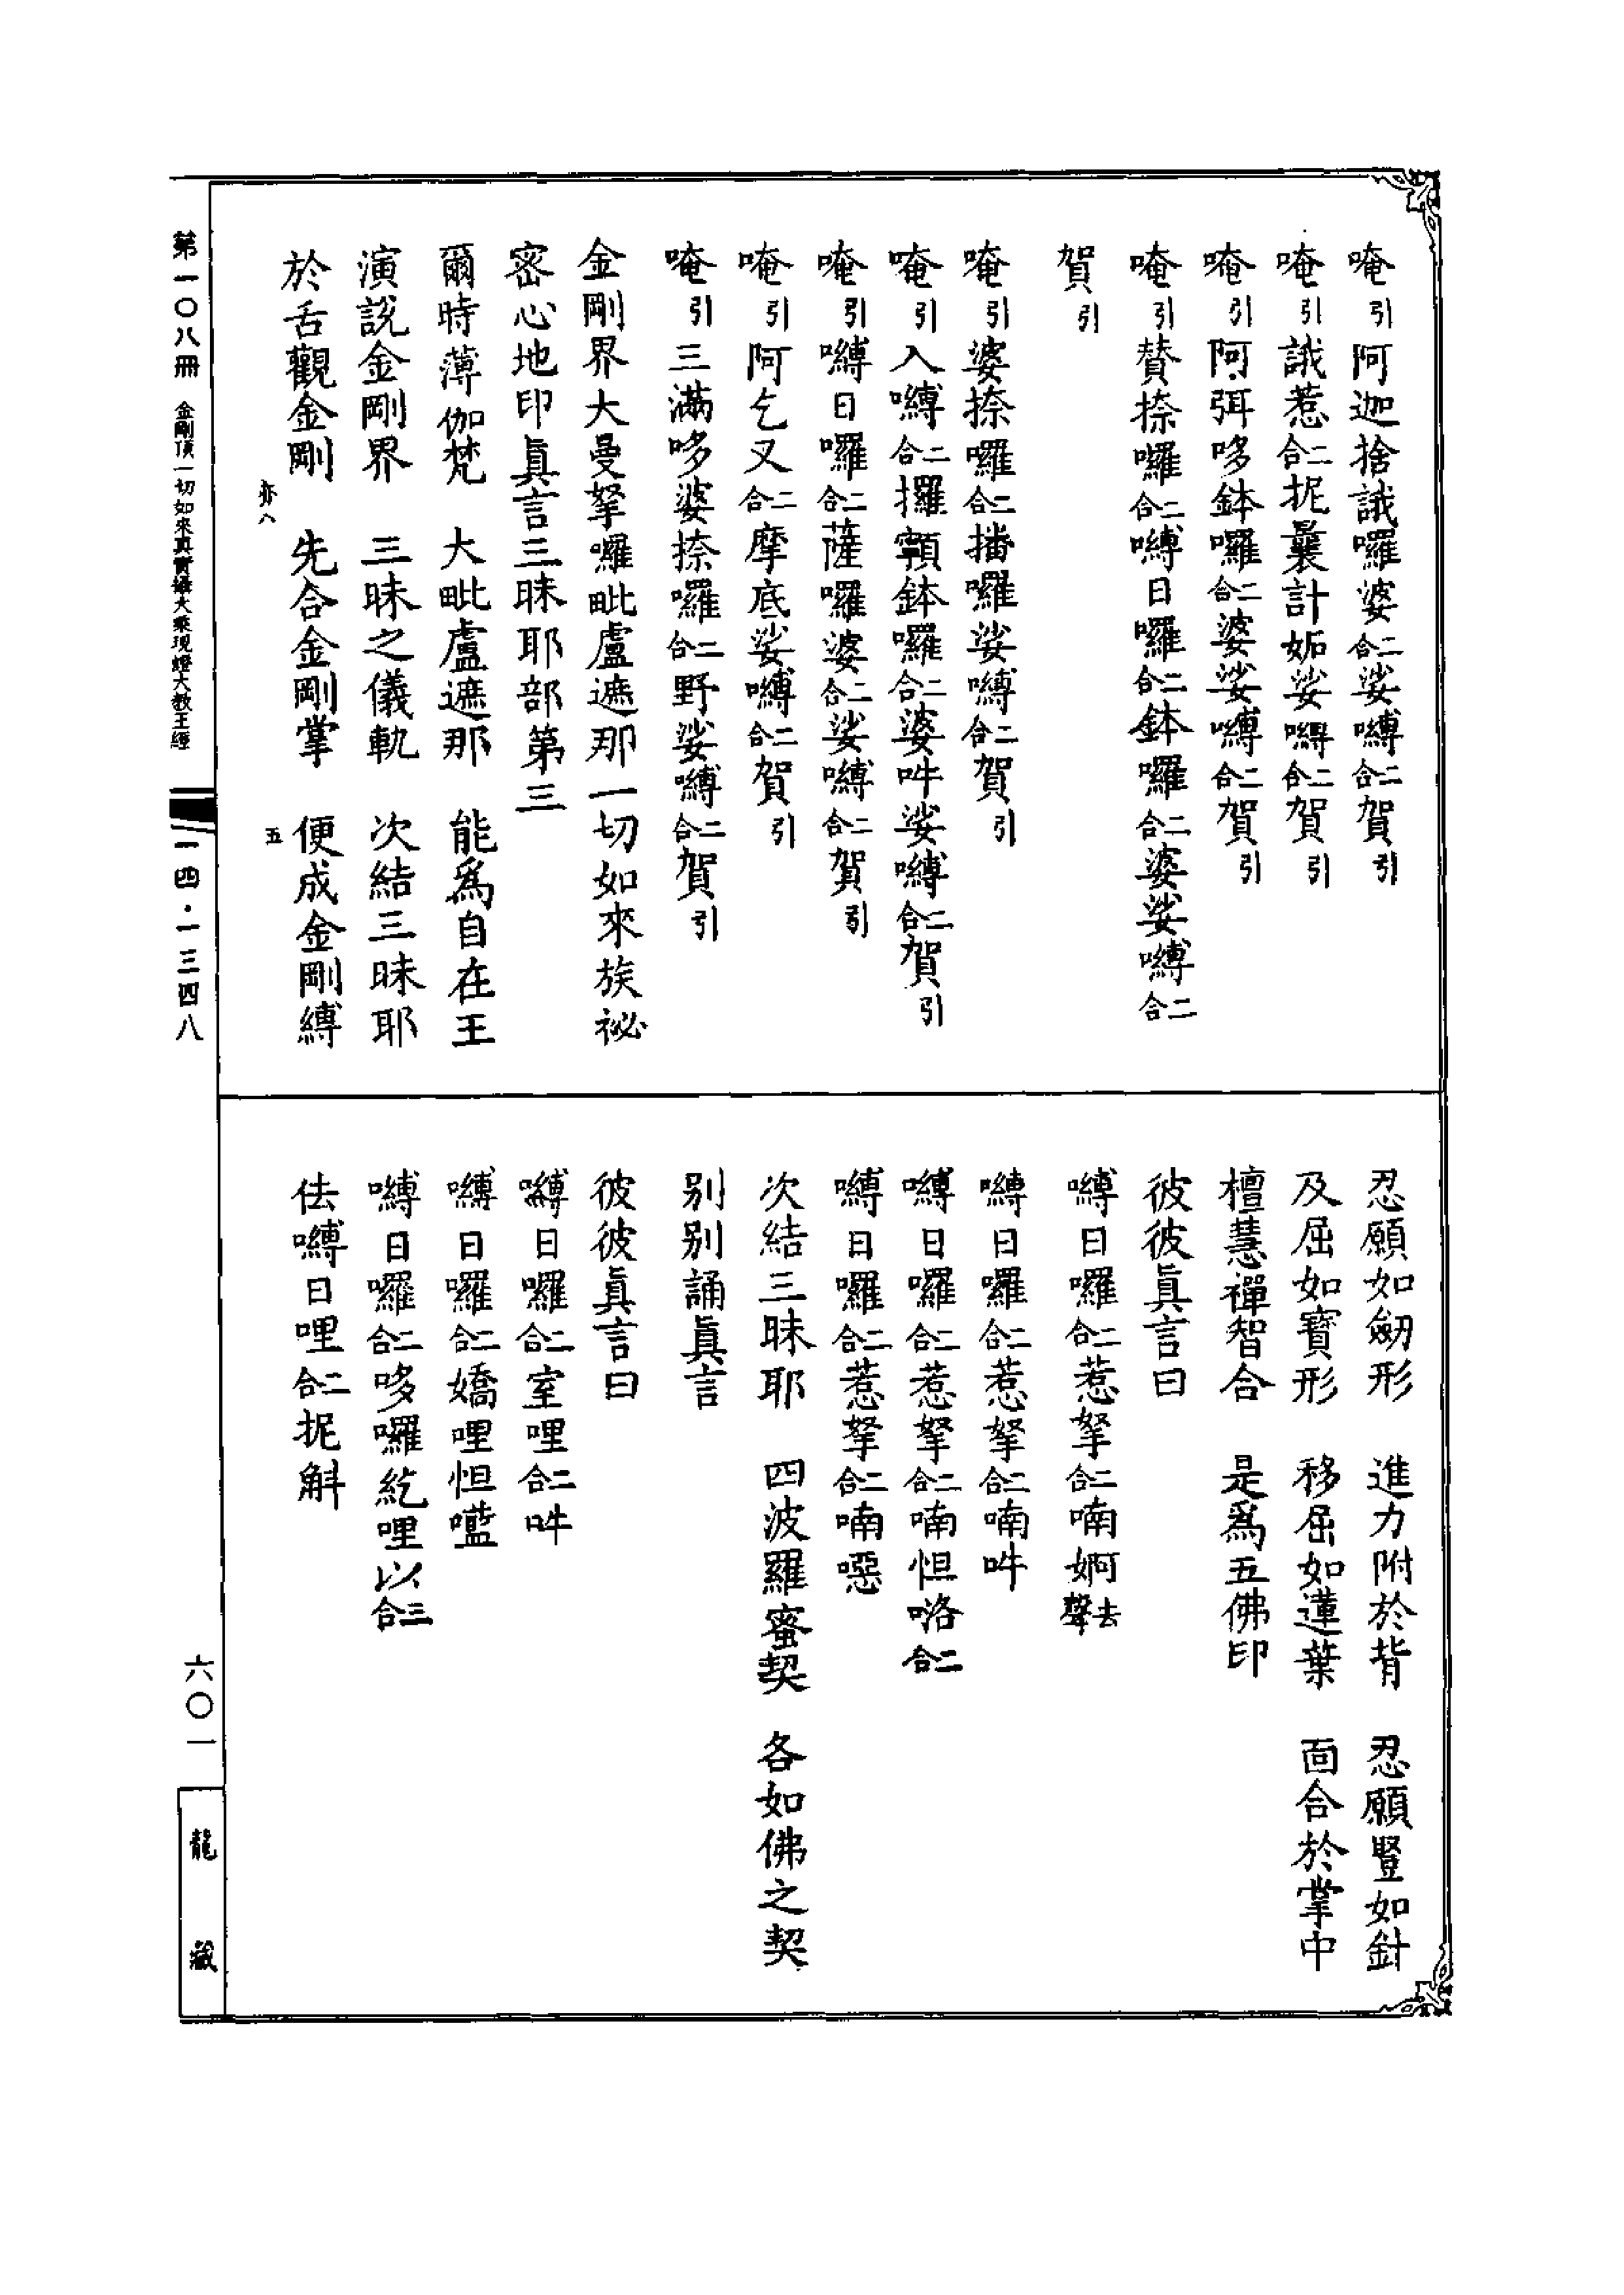 唵引阿迦捨誐囉婆二合娑嚩二合賀引
唵引誐惹二合抳曩計妬娑嚩二合賀引
唵引阿弭哆鉢囉二合婆娑嚩二合賀引
唵引贊捺囉二合嚩日囉二合鉢囉二合婆娑嚩二合
賀引
唵引婆捺囉二合播囉娑嚩二合賀引
唵引入嚩二合攞顊鉢囉二合婆吽娑嚩二合賀引
唵引嚩日囉二合薩囉婆二合娑嚩二合賀引
唵引阿乞叉二合摩底娑嚩二合賀引
唵引三滿哆婆捺囉二合野娑嚩二合賀引
金剛界大曼拏囉毗盧遮那一切如來族祕
密心地印眞言三昧耶部第三
爾時薄伽梵　大毗盧遮那　能爲自在王
演說金剛界　三昧之儀軌　次結三昧耶
於舌觀金剛　先合金剛掌　便成金剛縛
忍願如劒形　進力附於背　忍願豎如針
及屈如寶形　移屈如蓮葉　面合於掌中
檀慧禪智合　是爲五佛印
彼彼眞言曰
嚩日囉二合惹拏二合喃婀去聲
嚩日囉二合惹拏二合喃吽
嚩日囉二合惹拏二合喃怛咯二合
嚩日囉二合惹拏二合喃噁
次結三昧耶　四波羅蜜契　各如佛之契
别别誦眞言
彼彼眞言曰
嚩日囉二合室哩二合吽
嚩日囉二合嬌哩怛嚂
嚩日囉二合哆囉紇哩以三合
佉嚩日哩二合抳斛
亦八
五
第一〇八冊　金剛頂一切如來真實攝大乘現證大教王經
一四·一三四八
六〇一
龍藏